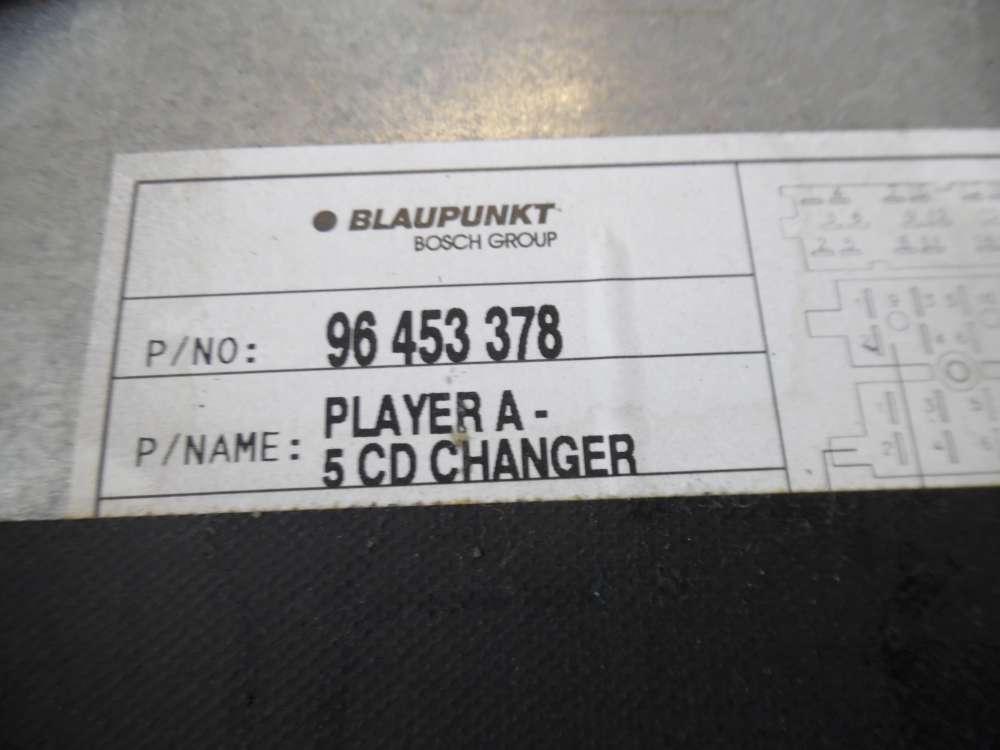 BLAUPUNKT
BOSCH GROUP
P/NO: 96 453 378
P/NAME: PLAYER A -
5 CD CHANGER